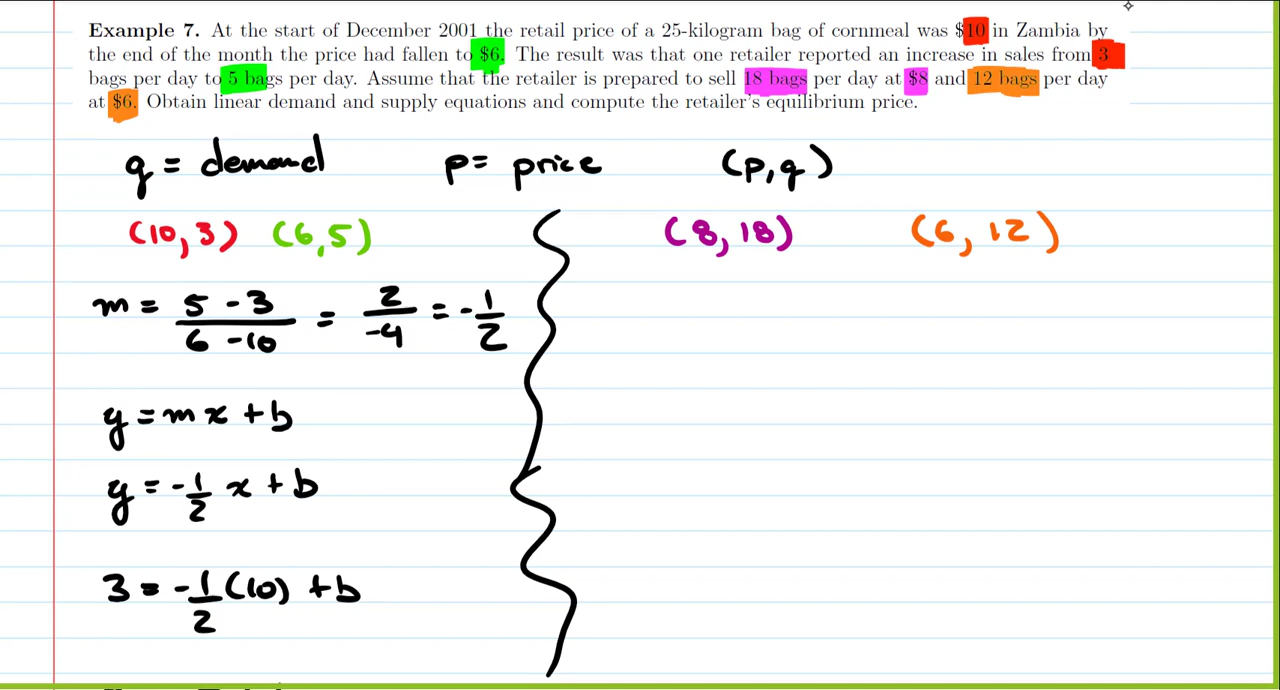 Example 7. At the start of December 2001 the retail price of a 25-kilogram bag of cornmeal was $10 in Zambia by
the end of the month the price had fallen to $6. The result was that one retailer reported an increase in sales from 3
bags per day to 5 bags per day. Assume that the retailer is prepared to sell 18 bags per day at $8 and 12 bags per day
at $6. Obtain linear demand and supply equations and compute the retailer's equilibrium price.
q = demand p = price (p,q)
(10,3) (6,5) (8,18) (6,12)
m = (5-3)/(6-10) = 2/-4 = -1/2
y = mx + b
y = -1/2 x + b
3 = -1/2 (10) + b